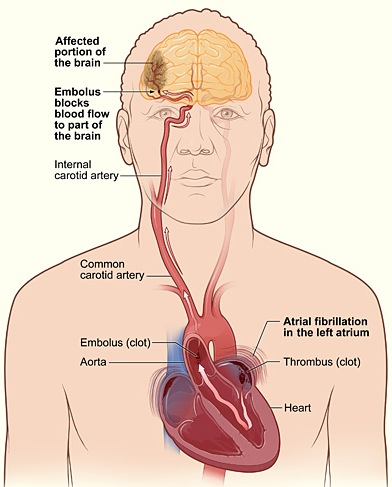 Affected
portion of
the brain
Embolus
blocks
blood flow
to part of
the brain
Internal
carotid artery
Common
carotid artery
Embolus (clot)
Aorta
Atrial fibrillation
in the left atrium
Thrombus (clot)
Heart